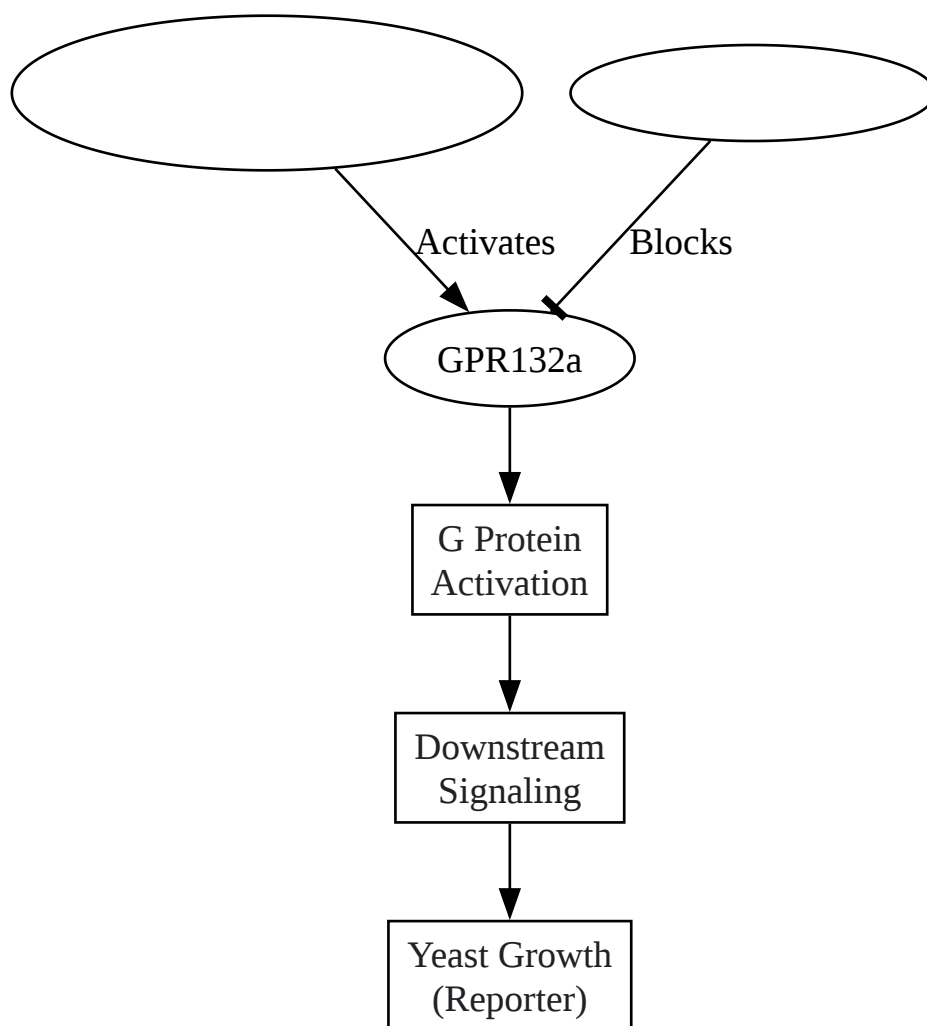 Activates
Blocks
GPR132a
G Protein
Activation
Downstream
Signaling
Yeast Growth
(Reporter)